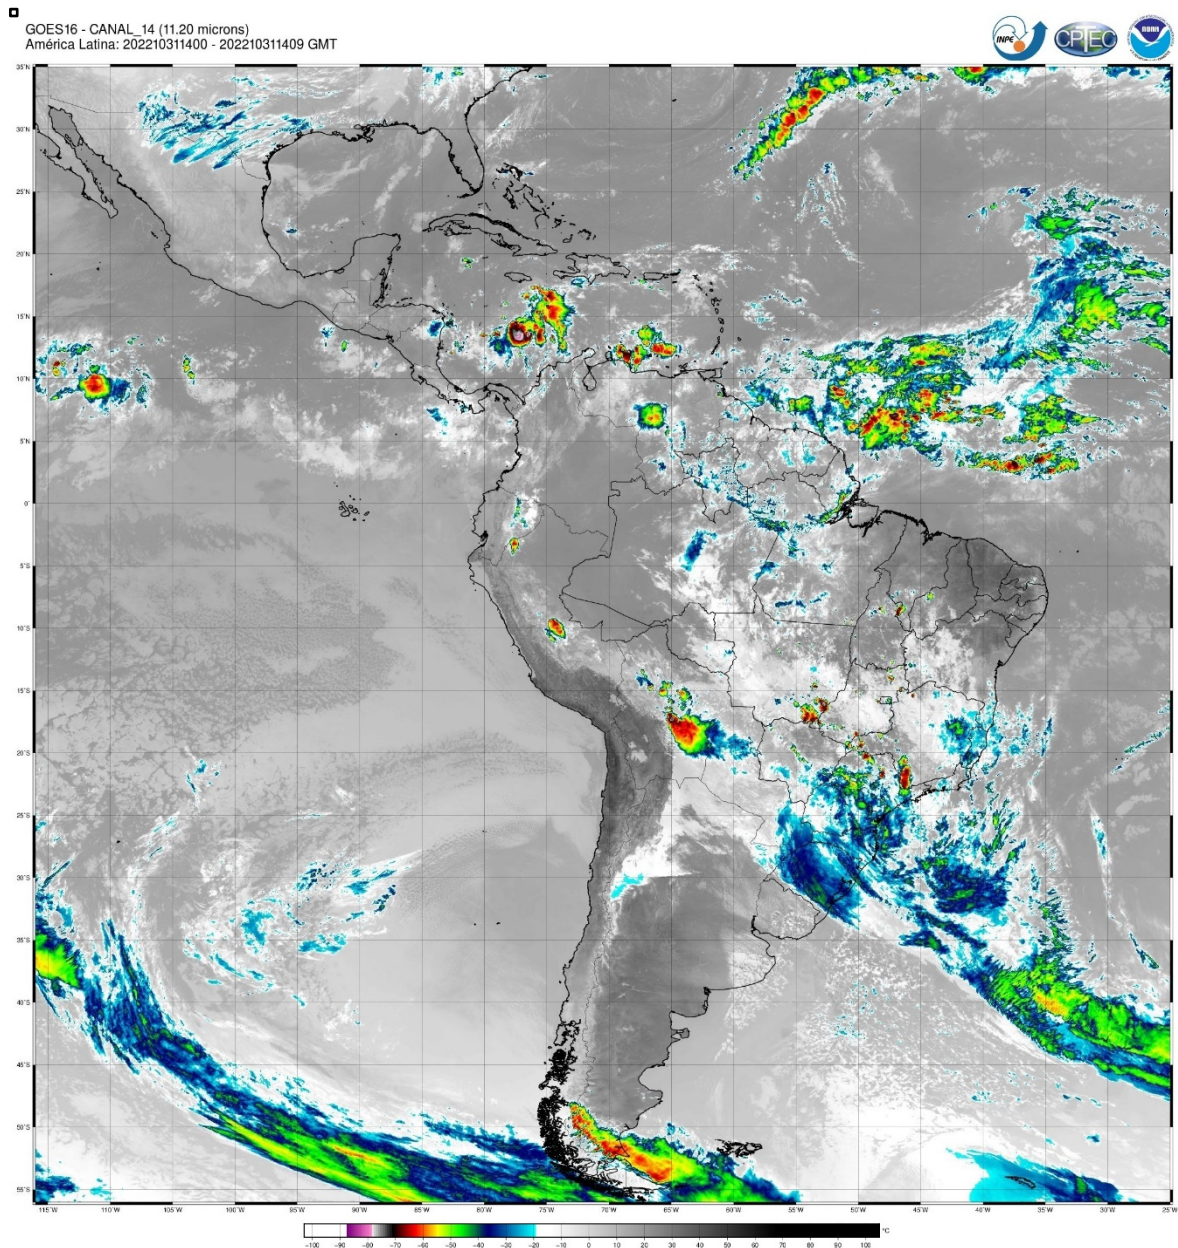 GOES16 - CANAL_14 (11.20 microns)
América Latina: 202210311400 - 202210311409 GMT
INPE
CPTEC
NOAA
35°N
30°N
25°N
20°N
15°N
10°N
5°N
0°
5°S
10°S
15°S
20°S
25°S
30°S
35°S
40°S
45°S
50°S
55°S
115°W 110°W 105°W 100°W 95°W 90°W 85°W 80°W 75°W 70°W 65°W 60°W 55°W 50°W 45°W 40°W 35°W 30°W 25°W
-100 -90 -80 -70 -60 -50 -40 -30 -20 -10 0 10 20 30 40 50 60 70 80 90 100 °C